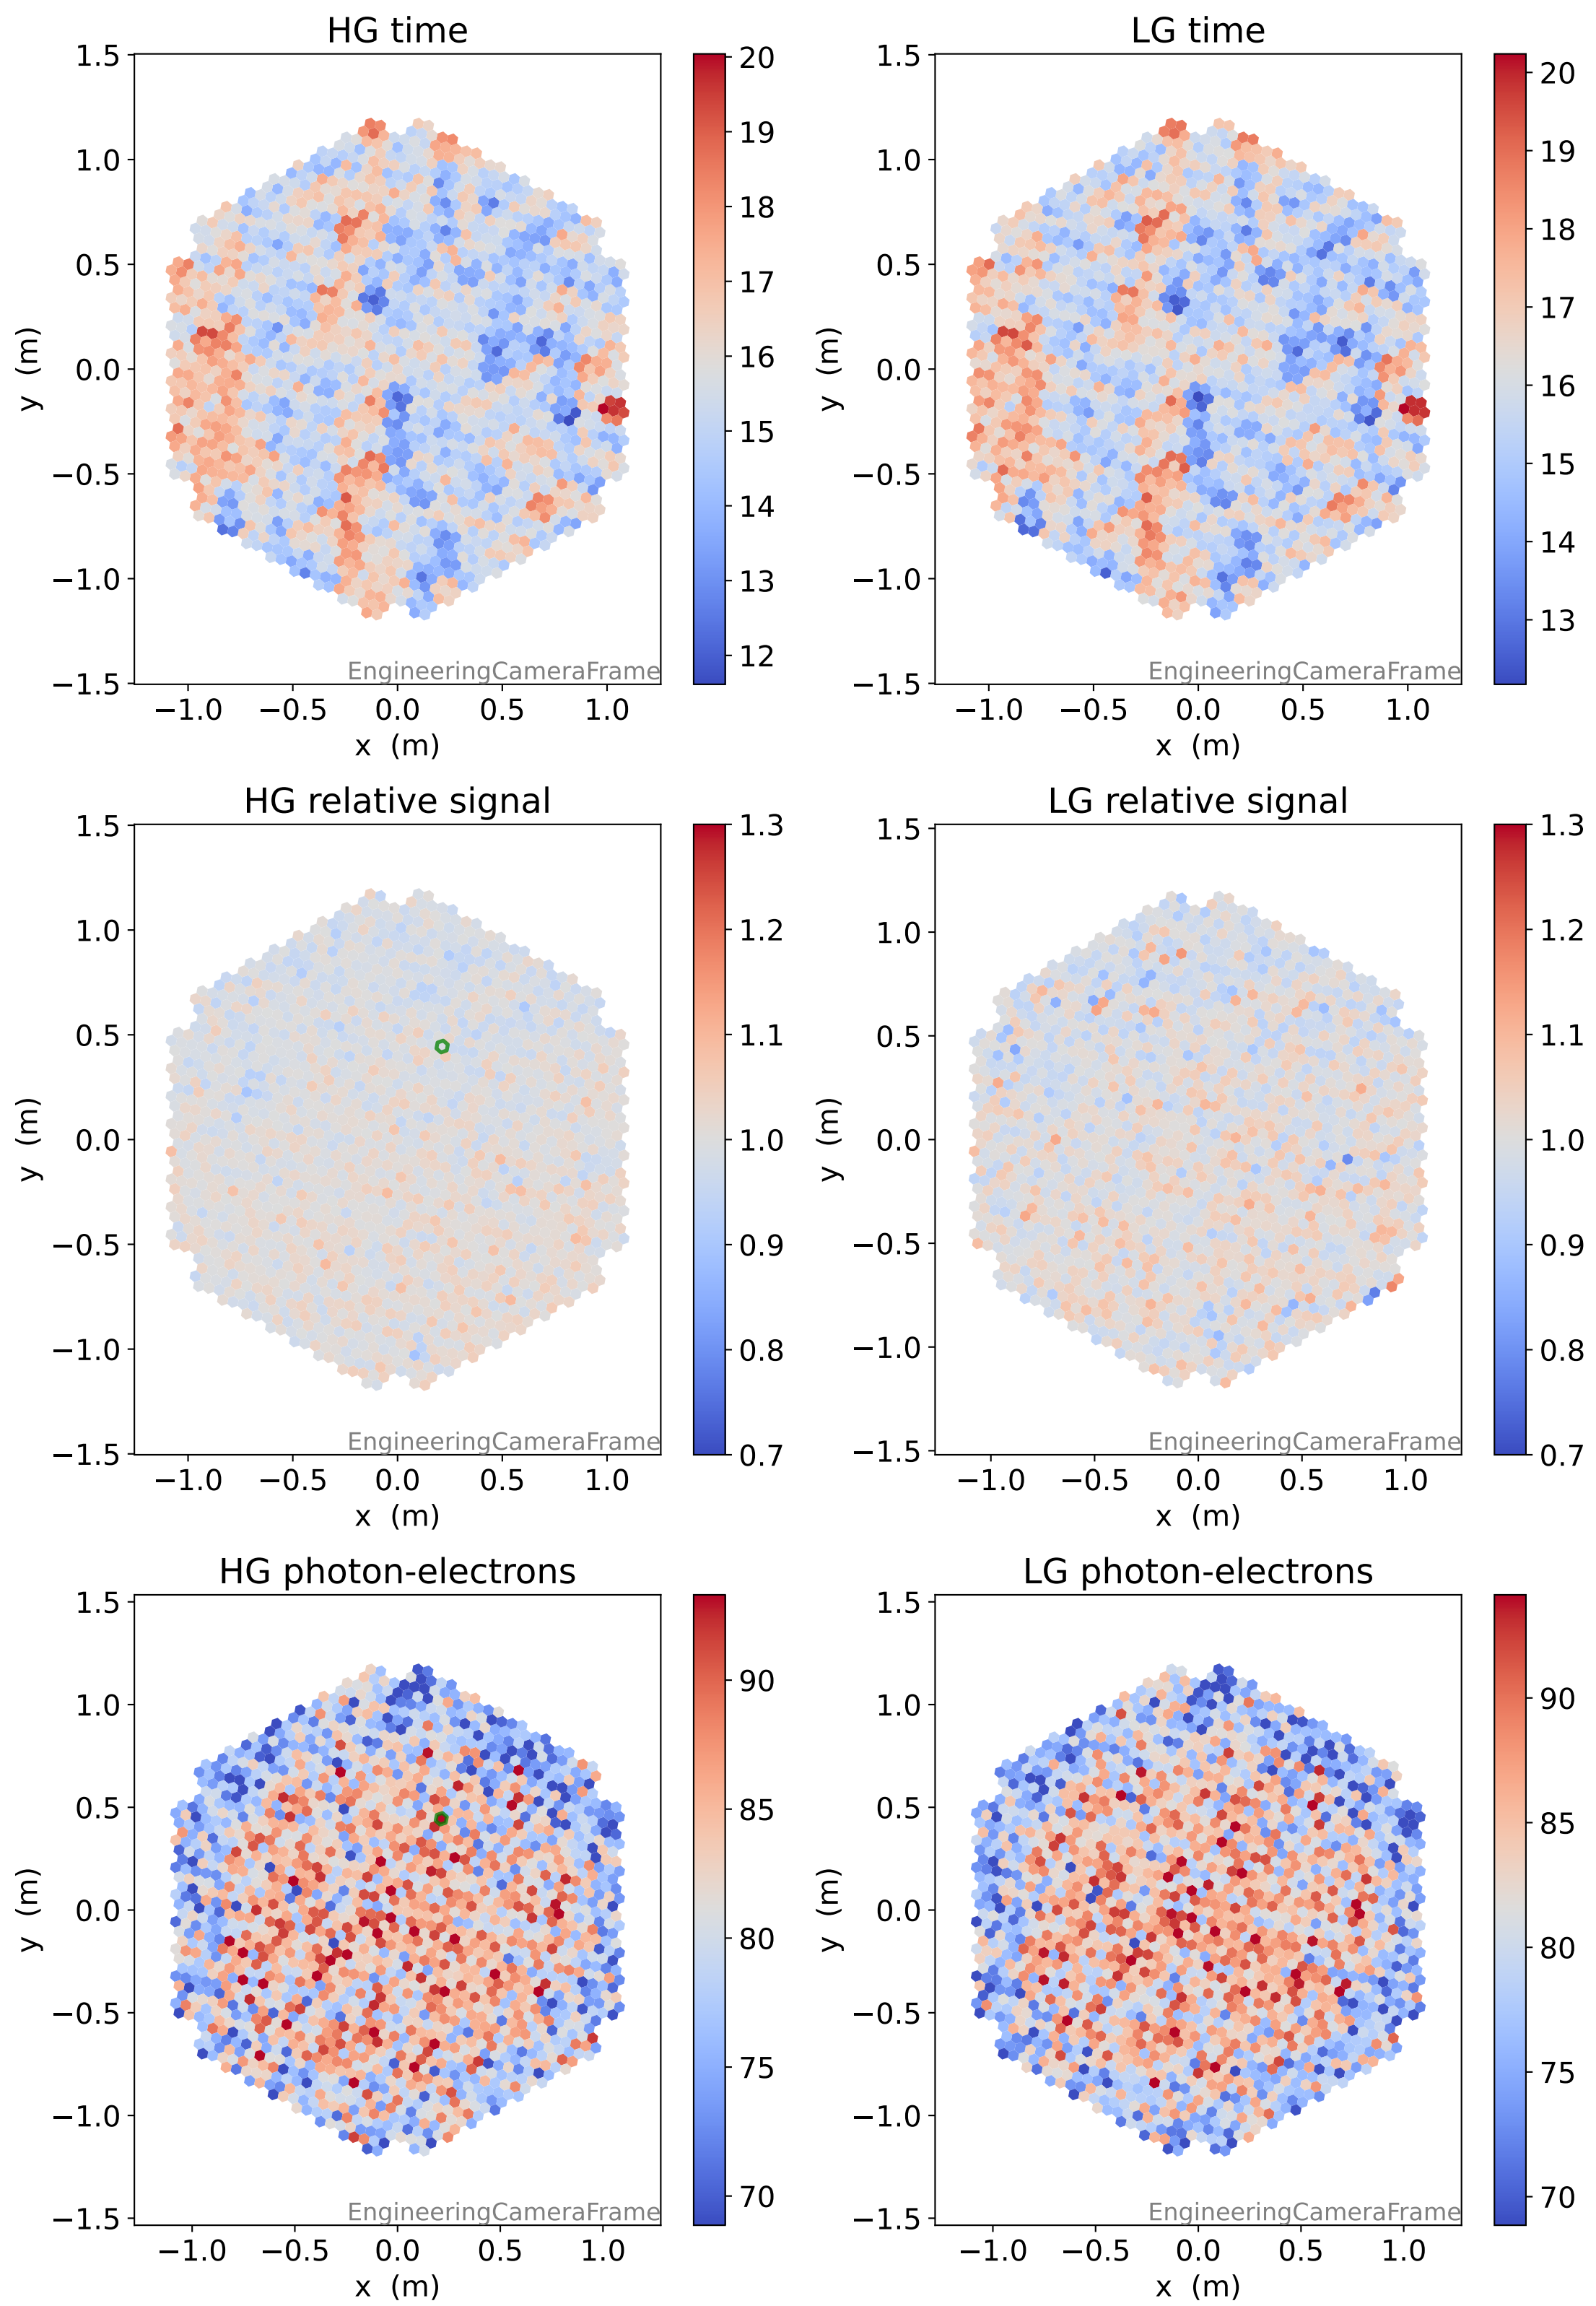 HG time
1.5
1.0
0.5
0.0
−0.5
−1.0
−1.5
y (m)
−1.0 −0.5 0.0 0.5 1.0
x (m)
EngineeringCameraFrame
20
19
18
17
16
15
14
13
12
LG time
1.5
1.0
0.5
0.0
−0.5
−1.0
−1.5
y (m)
−1.0 −0.5 0.0 0.5 1.0
x (m)
EngineeringCameraFrame
20
19
18
17
16
15
14
13
HG relative signal
1.5
1.0
0.5
0.0
−0.5
−1.0
−1.5
y (m)
−1.0 −0.5 0.0 0.5 1.0
x (m)
EngineeringCameraFrame
1.3
1.2
1.1
1.0
0.9
0.8
0.7
LG relative signal
1.5
1.0
0.5
0.0
−0.5
−1.0
−1.5
y (m)
−1.0 −0.5 0.0 0.5 1.0
x (m)
EngineeringCameraFrame
1.3
1.2
1.1
1.0
0.9
0.8
0.7
HG photon-electrons
1.5
1.0
0.5
0.0
−0.5
−1.0
−1.5
y (m)
−1.0 −0.5 0.0 0.5 1.0
x (m)
EngineeringCameraFrame
90
85
80
75
70
LG photon-electrons
1.5
1.0
0.5
0.0
−0.5
−1.0
−1.5
y (m)
−1.0 −0.5 0.0 0.5 1.0
x (m)
EngineeringCameraFrame
90
85
80
75
70